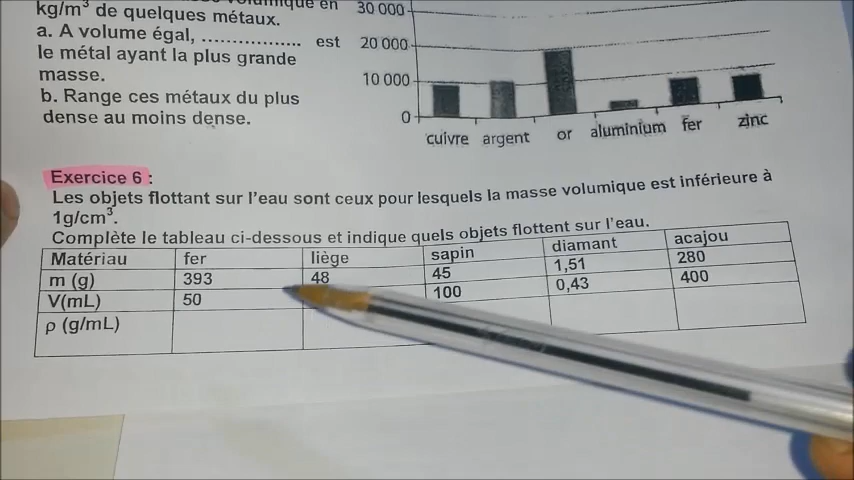 kg/m³ de quelques métaux.
a. A volume égal, ................. est
le métal ayant la plus grande
masse.
b. Range ces métaux du plus
dense au moins dense.
30 000
20 000
10 000
0
cuivre argent or aluminium fer zinc
Exercice 6 :
Les objets flottant sur l'eau sont ceux pour lesquels la masse volumique est inférieure à
1g/cm³.
Complète le tableau ci-dessous et indique quels objets flottent sur l'eau.
Matériau fer liège sapin diamant acajou
m (g) 393 48 45 1,51 280
V(mL) 50 100 0,43 400
ρ (g/mL)